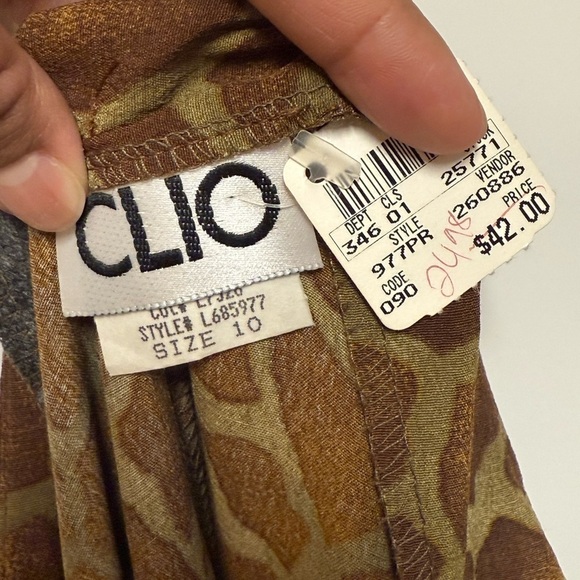 CLIO
STYLE# L685977
SIZE 10
DEPT CLS
346 01 25771
STYLE VENDOR
977PR 260886
CODE PRICE
090 $42.00